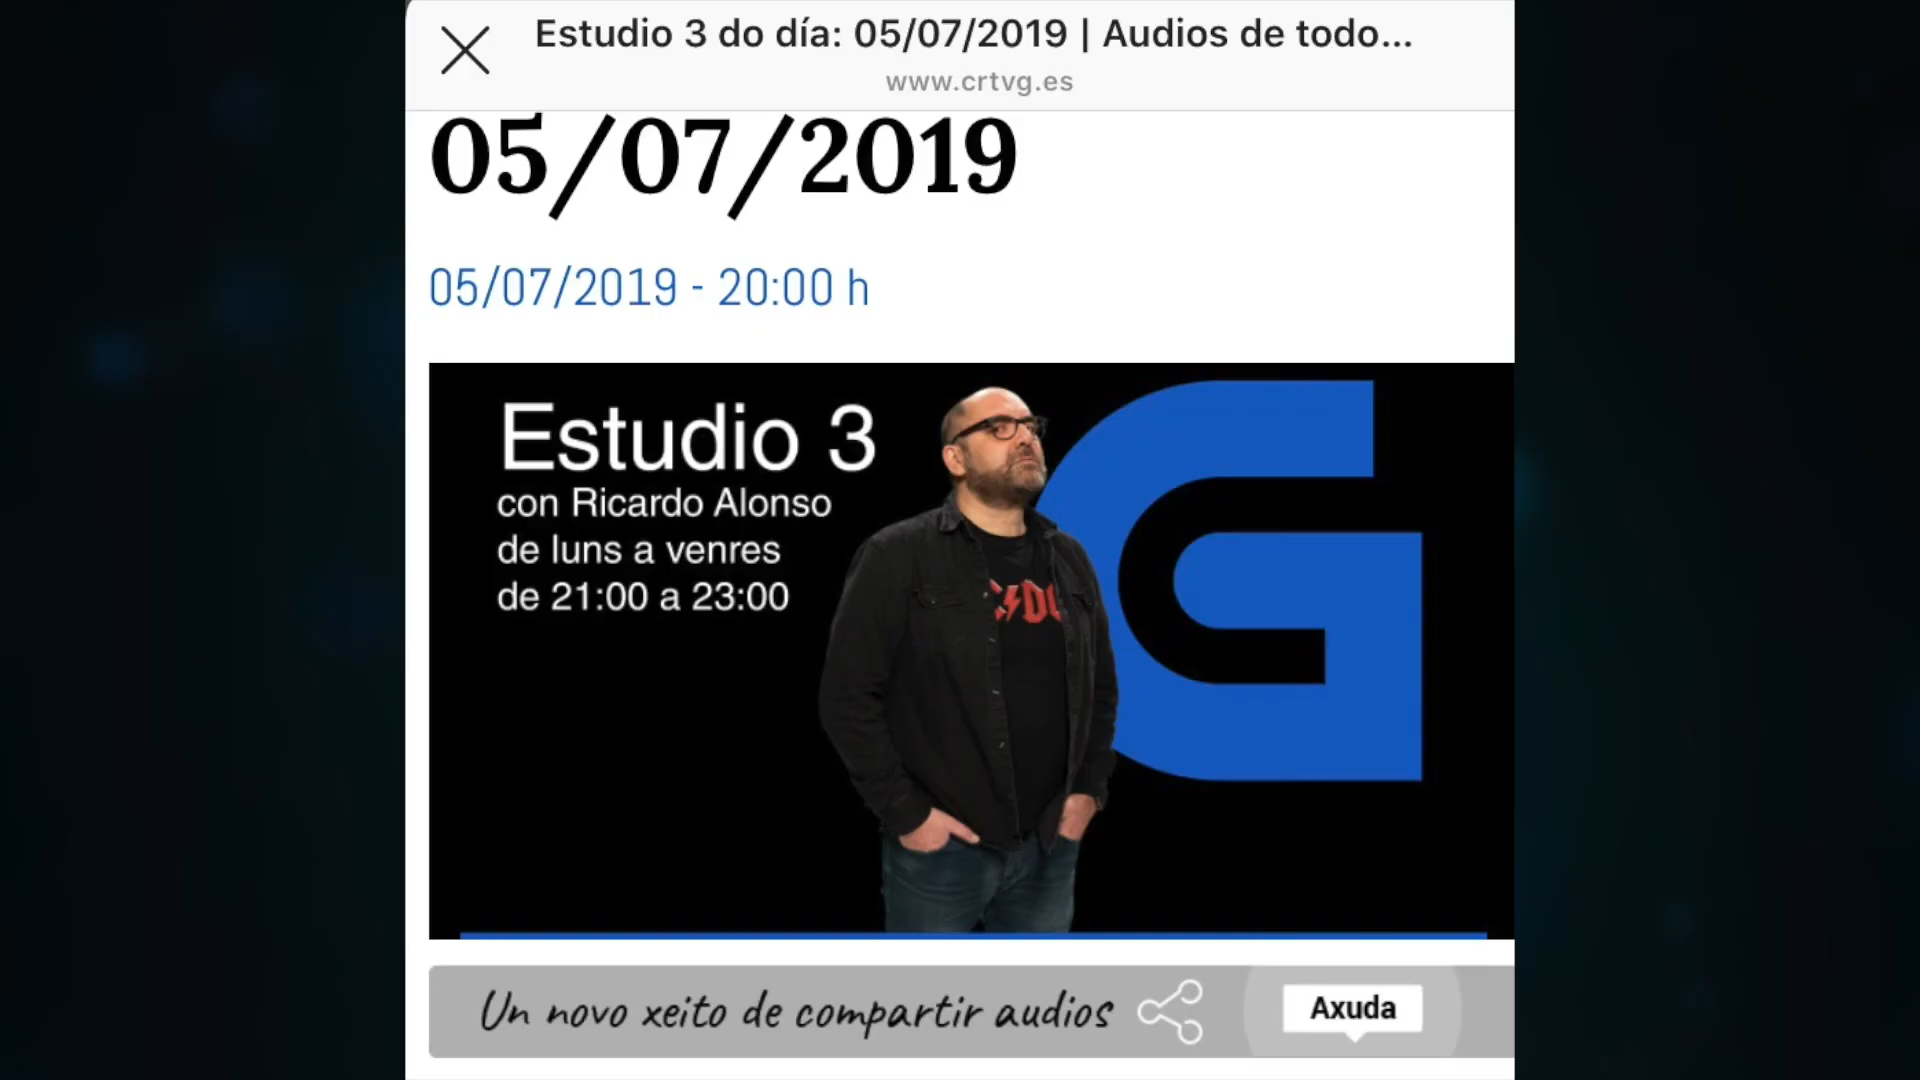 Estudio 3 do día: 05/07/2019 | Audios de todo...
www.crtvg.es
05/07/2019
05/07/2019 - 20:00 h
Estudio 3
con Ricardo Alonso
de luns a venres
de 21:00 a 23:00
Un novo xeito de compartir audios
Axuda